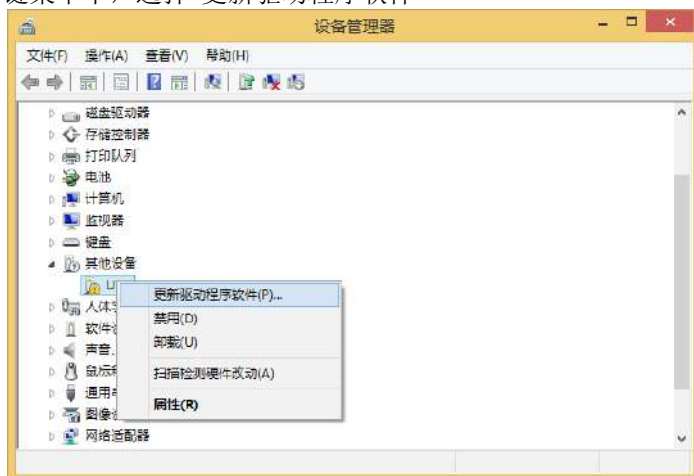 设备管理器
文件(F) 操作(A) 查看(V) 帮助(H)
磁盘驱动器
存储控制器
打印队列
电池
计算机
监视器
键盘
其他设备
更新驱动程序软件(P)...
人体
禁用(D)
软件
卸载(U)
声音
鼠标
扫描检测硬件改动(A)
通用
属性(R)
图像
网络适配器